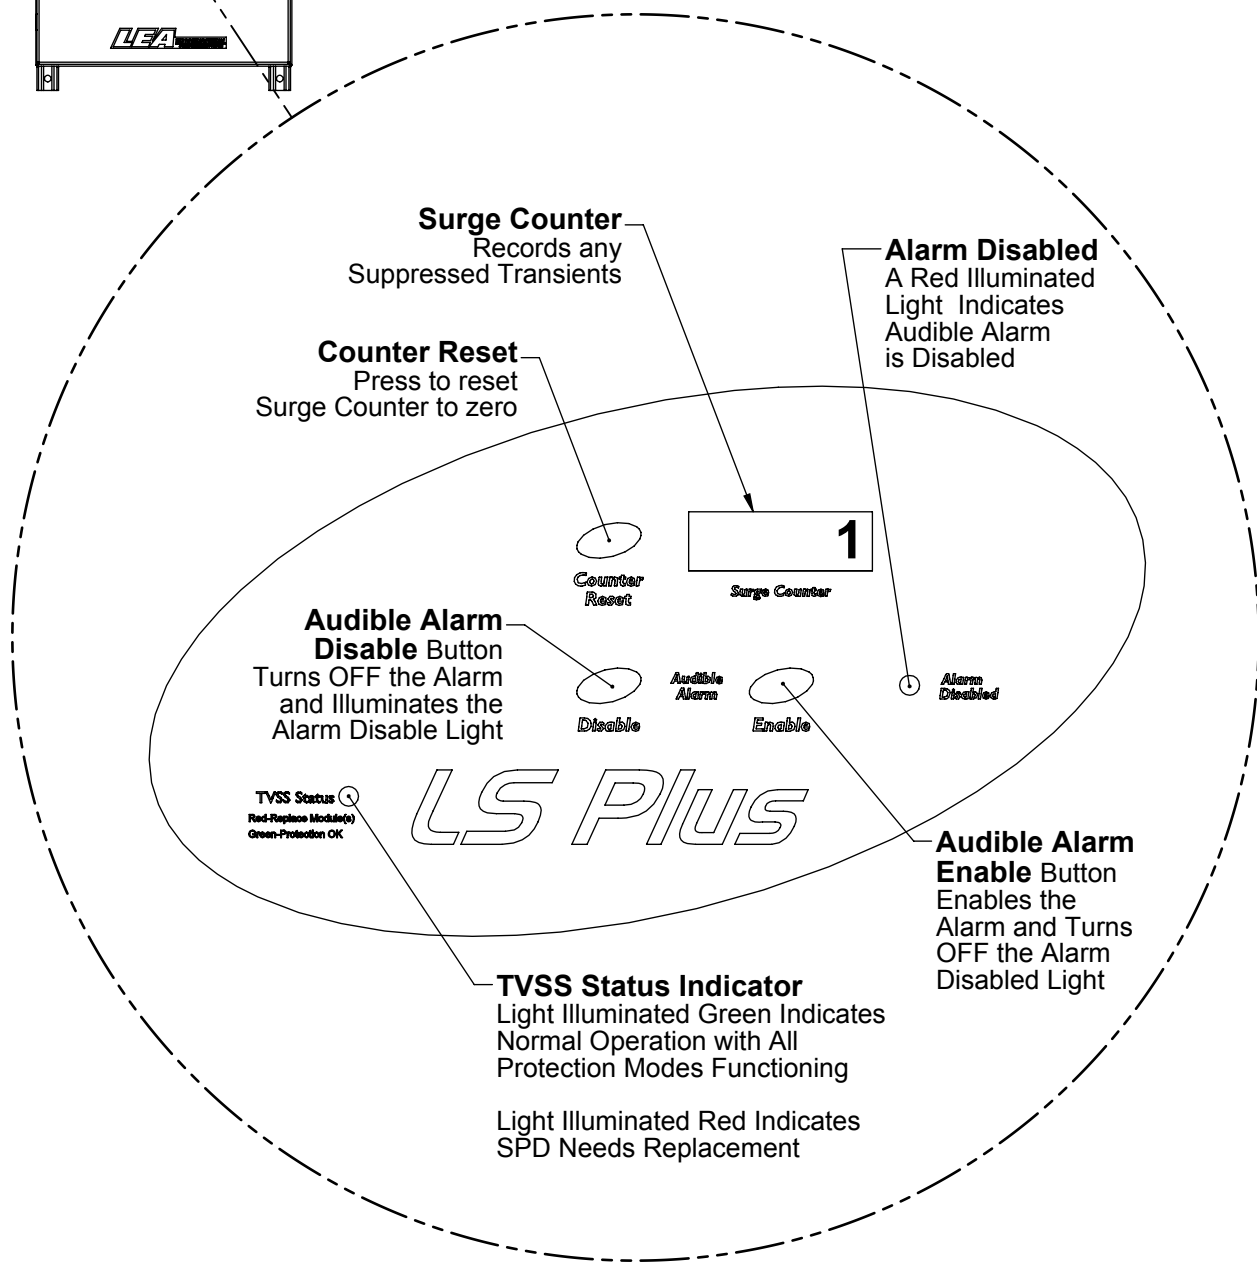 LEA
Surge Counter
Records any
Suppressed Transients
Alarm Disabled
A Red Illuminated
Light Indicates
Audible Alarm
is Disabled
Counter Reset
Press to reset
Surge Counter to zero
1
Counter
Reset
Surge Counter
Audible Alarm
Disable Button
Turns OFF the Alarm
and Illuminates the
Alarm Disable Light
Disable
Audible
Alarm
Enable
Alarm
Disabled
TVSS Status
Red-Replace Module(s)
Green-Protection OK
LS Plus
Audible Alarm
Enable Button
Enables the
Alarm and Turns
OFF the Alarm
Disabled Light
TVSS Status Indicator
Light Illuminated Green Indicates
Normal Operation with All
Protection Modes Functioning
Light Illuminated Red Indicates
SPD Needs Replacement